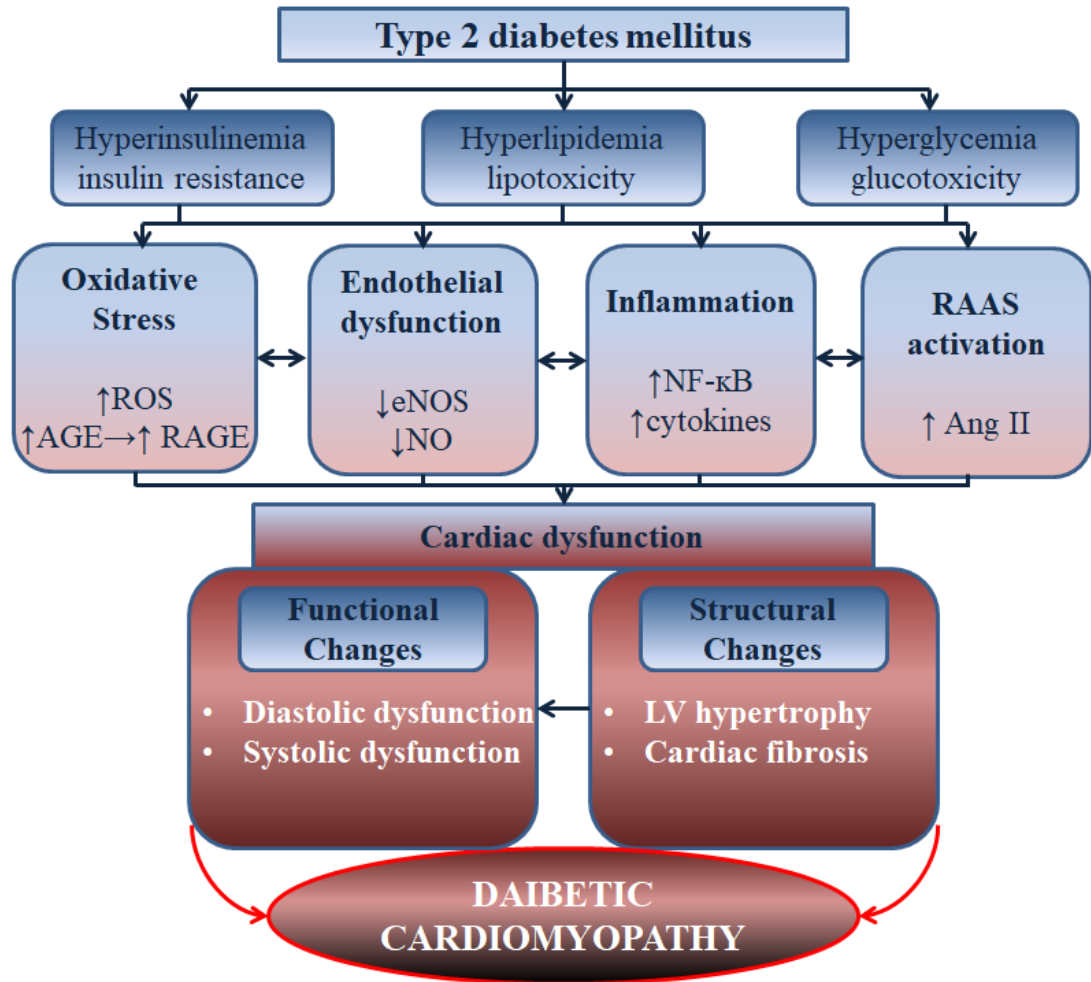 Type 2 diabetes mellitus
Hyperinsulinemia
insulin resistance
Hyperlipidemia
lipotoxicity
Hyperglycemia
glucotoxicity
Oxidative
Stress
↑ROS
↑AGE→↑ RAGE
Endothelial
dysfunction
↓eNOS
↓NO
Inflammation
↑NF-κB
↑cytokines
RAAS
activation
↑ Ang II
Cardiac dysfunction
Functional
Changes
• Diastolic dysfunction
• Systolic dysfunction
Structural
Changes
• LV hypertrophy
• Cardiac fibrosis
DAIBETIC
CARDIOMYOPATHY